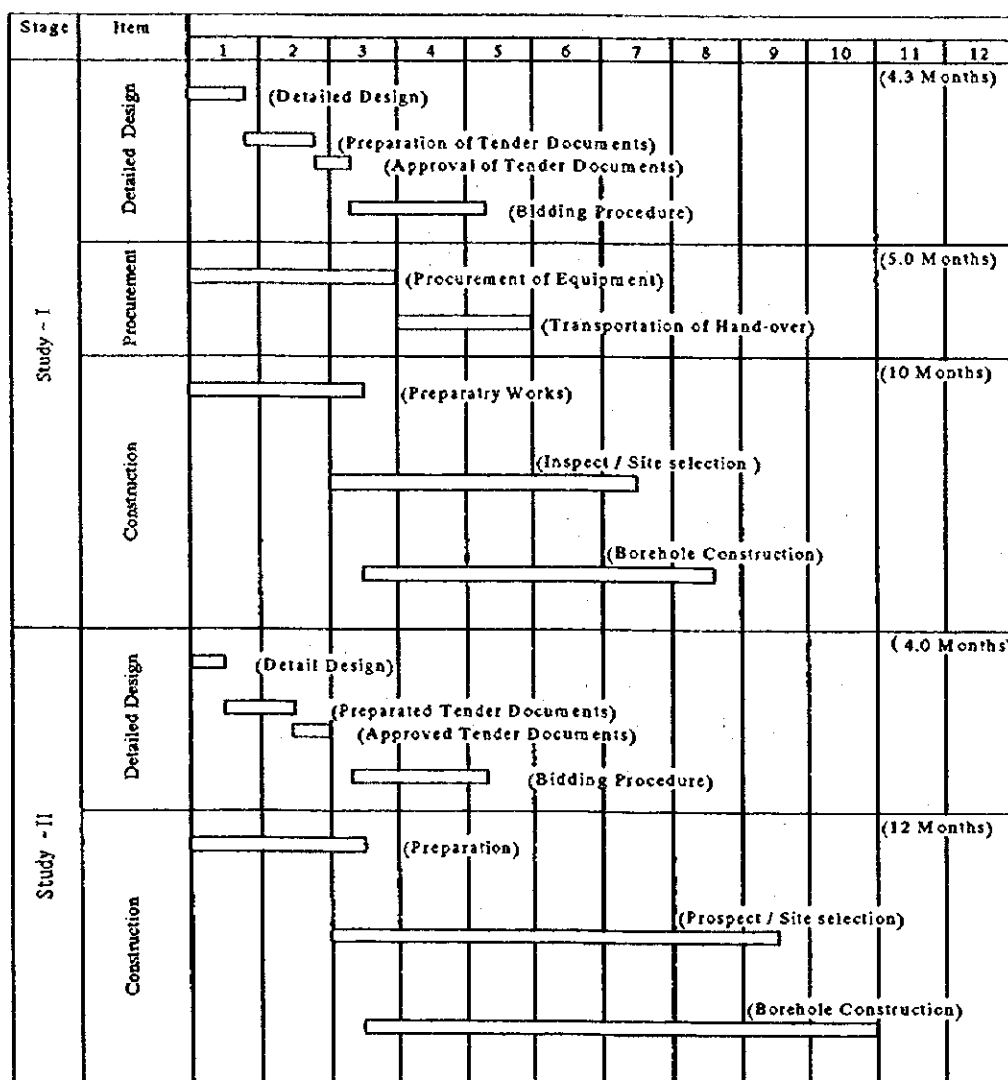 Stage Item
1 2 3 4 5 6 7 8 9 10 11 12
Study - I
Detailed Design
(4.3 Months)
(Detailed Design)
(Preparation of Tender Documents)
(Approval of Tender Documents)
(Bidding Procedure)
Procurement
(5.0 Months)
(Procurement of Equipment)
(Transportation of Hand-over)
Construction
(10 Months)
(Preparatry Works)
(Inspect / Site selection )
(Borehole Construction)
Study - II
Detailed Design
( 4.0 Months)
(Detail Design)
(Preparated Tender Documents)
(Approved Tender Documents)
(Bidding Procedure)
Construction
(12 Months)
(Preparation)
(Prospect / Site selection)
(Borehole Construction)